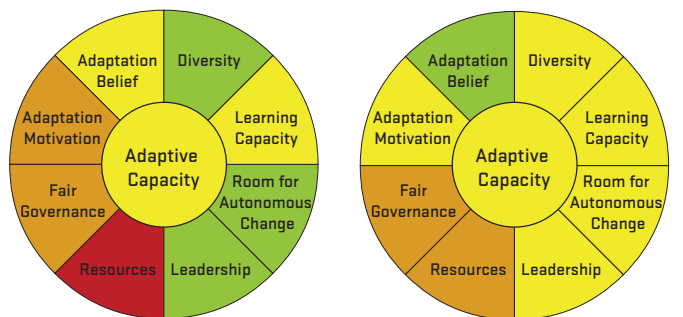 Adaptation
Belief
Diversity
Learning
Capacity
Room for
Autonomous
Change
Leadership
Resources
Fair
Governance
Adaptation
Motivation
Adaptive
Capacity
Adaptation
Belief
Diversity
Learning
Capacity
Room for
Autonomous
Change
Leadership
Resources
Fair
Governance
Adaptation
Motivation
Adaptive
Capacity